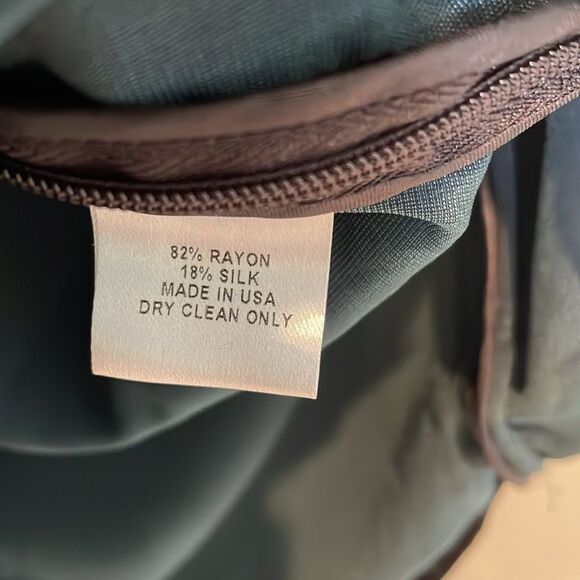 82% RAYON
18% SILK
MADE IN USA
DRY CLEAN ONLY